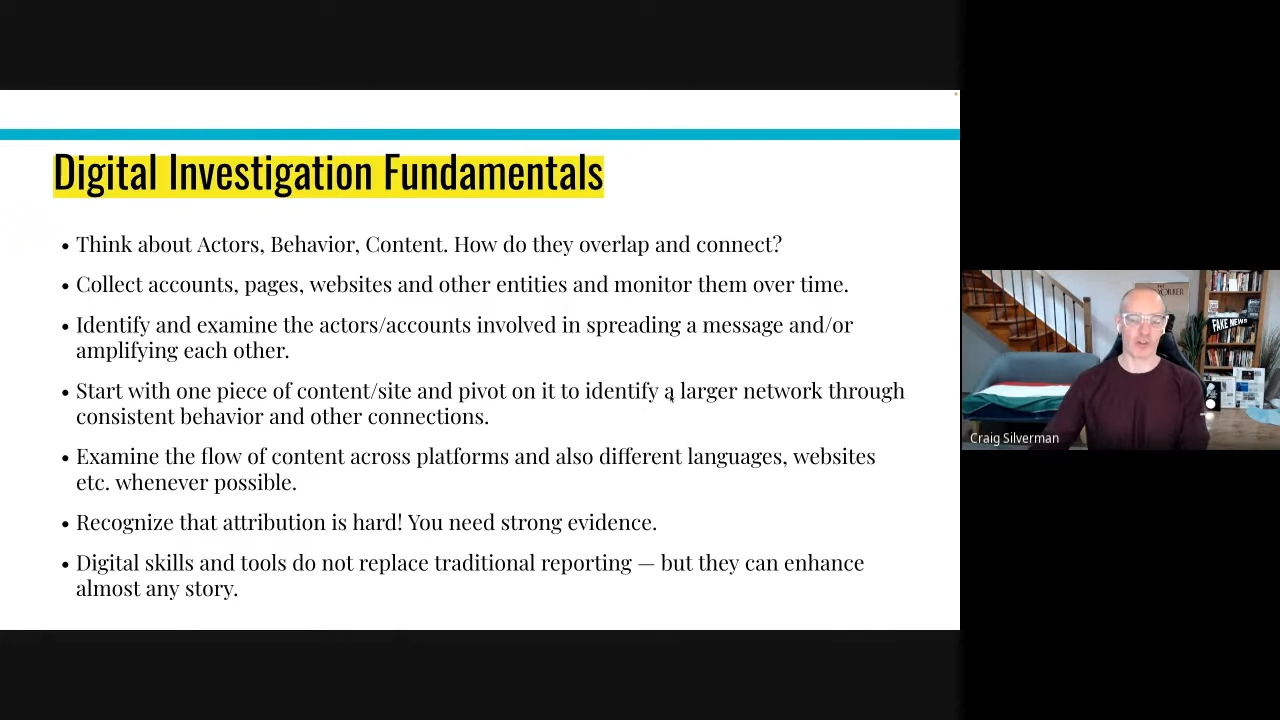 Digital Investigation Fundamentals
• Think about Actors, Behavior, Content. How do they overlap and connect?
• Collect accounts, pages, websites and other entities and monitor them over time.
• Identify and examine the actors/accounts involved in spreading a message and/or
amplifying each other.
• Start with one piece of content/site and pivot on it to identify a larger network through
consistent behavior and other connections.
• Examine the flow of content across platforms and also different languages, websites
etc. whenever possible.
• Recognize that attribution is hard! You need strong evidence.
• Digital skills and tools do not replace traditional reporting — but they can enhance
almost any story.
FAKE NEWS
Craig Silverman